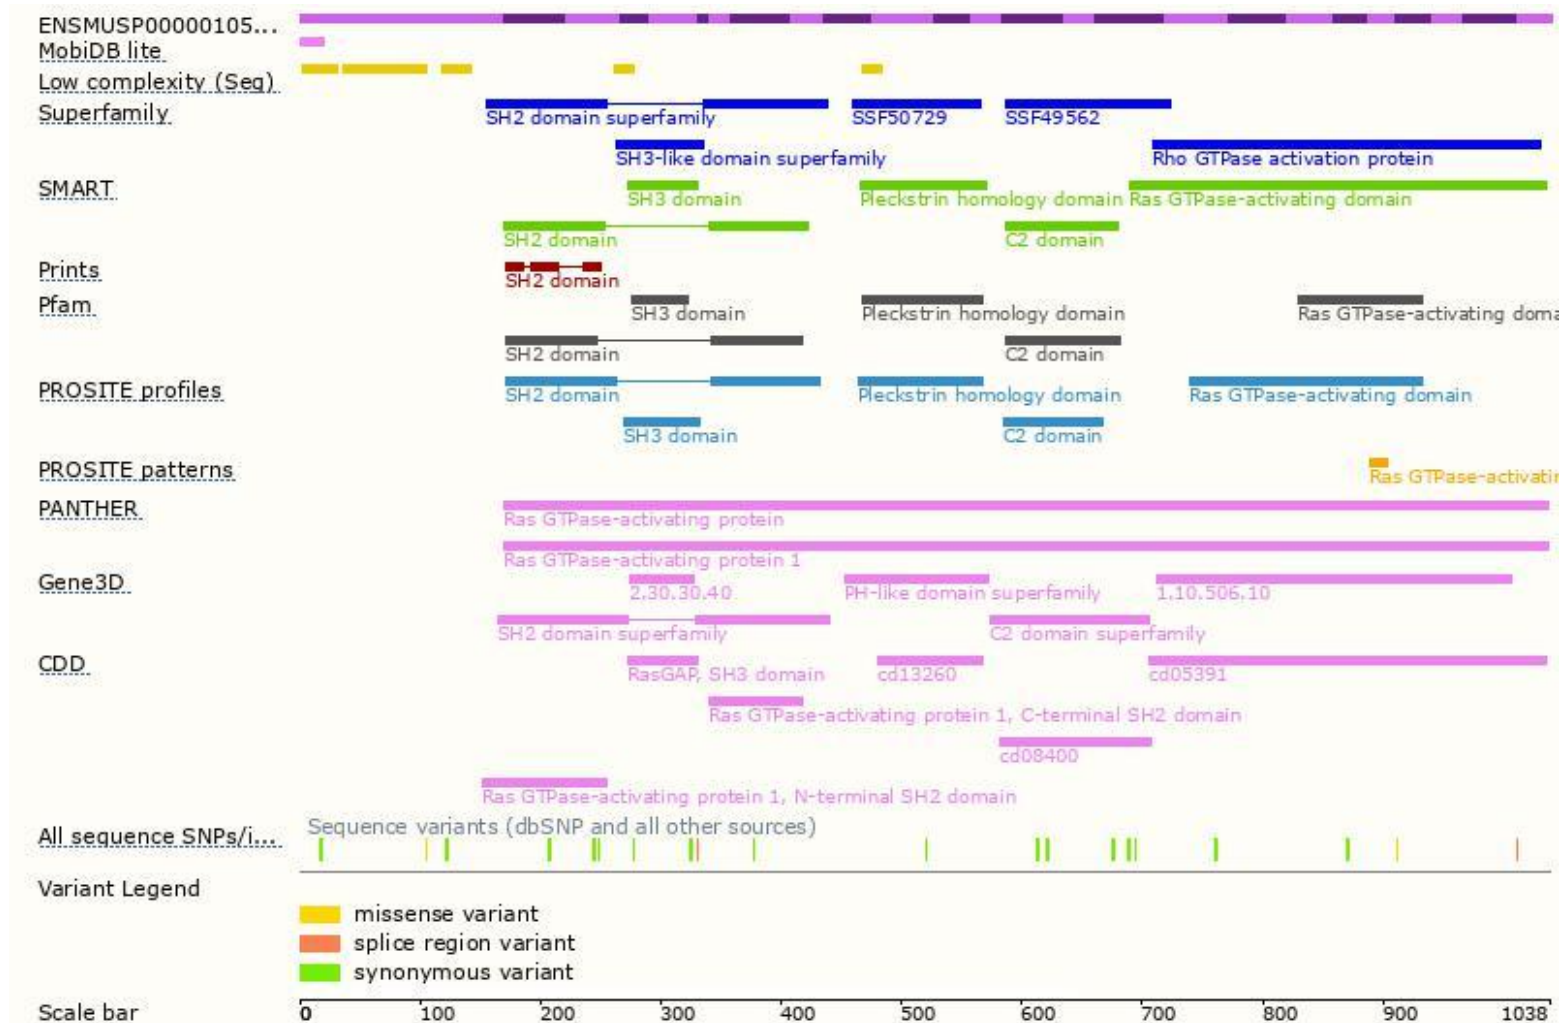 ENSMUSP00000105...
MobiDB lite
Low complexity (Seg)
Superfamily
SH2 domain superfamily
SSF50729
SSF49562
SH3-like domain superfamily
Rho GTPase activation protein
SMART
SH3 domain
Pleckstrin homology domain
Ras GTPase-activating domain
SH2 domain
C2 domain
Prints
SH2 domain
Pfam
SH3 domain
Pleckstrin homology domain
Ras GTPase-activating doma
SH2 domain
C2 domain
PROSITE profiles
SH2 domain
Pleckstrin homology domain
Ras GTPase-activating domain
SH3 domain
C2 domain
PROSITE patterns
Ras GTPase-activatin
PANTHER
Ras GTPase-activating protein
Ras GTPase-activating protein 1
Gene3D
2.30.30.40
PH-like domain superfamily
1.10.506.10
SH2 domain superfamily
C2 domain superfamily
CDD
RasGAP, SH3 domain
cd13260
cd05391
Ras GTPase-activating protein 1, C-terminal SH2 domain
cd08400
Ras GTPase-activating protein 1, N-terminal SH2 domain
All sequence SNPs/i...
Sequence variants (dbSNP and all other sources)
Variant Legend
missense variant
splice region variant
synonymous variant
Scale bar
0 100 200 300 400 500 600 700 800 900 1038